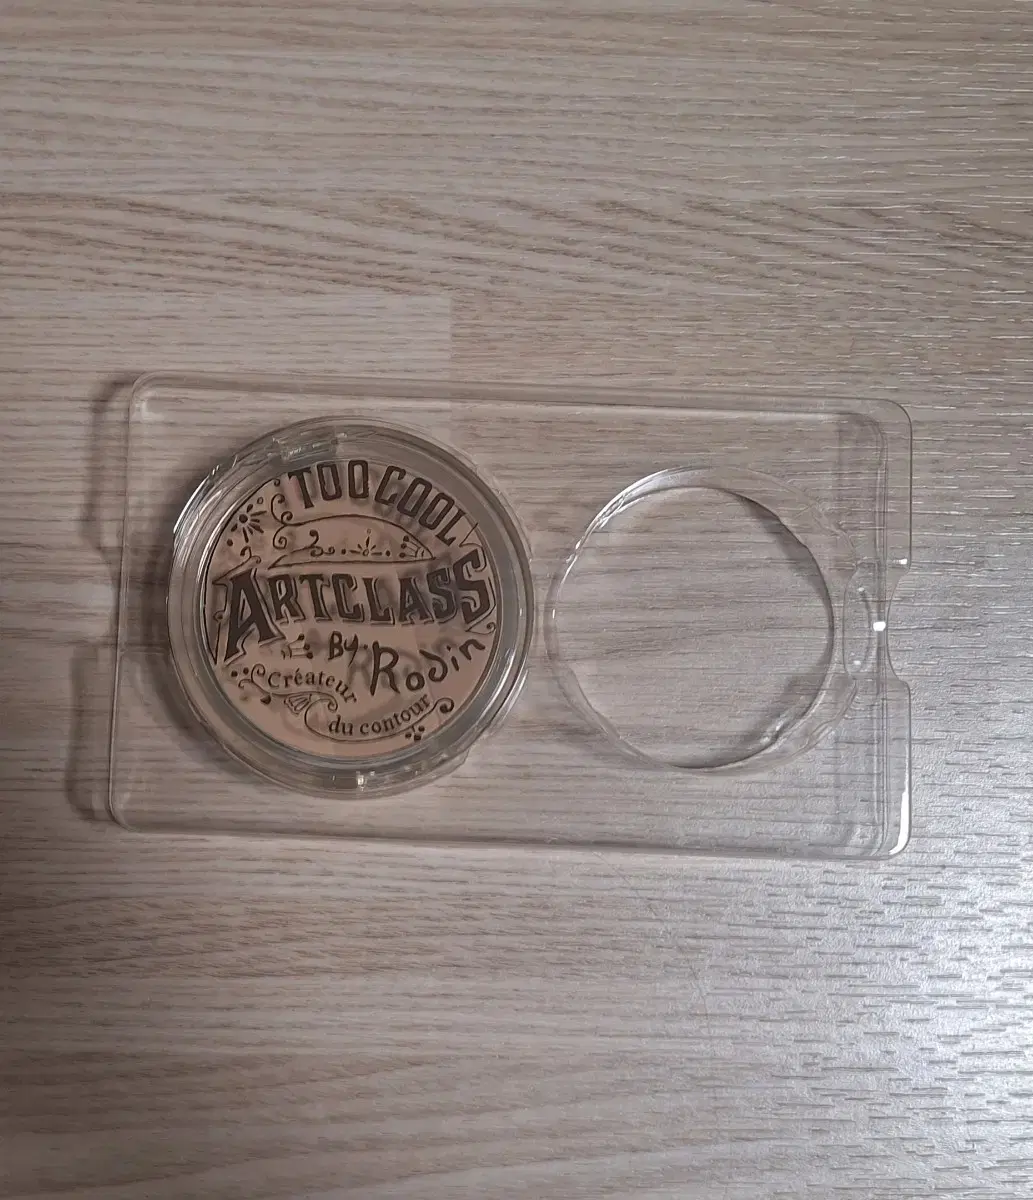 TOO COOL
ARTCLASS
By Rodin
Créateur
du contour